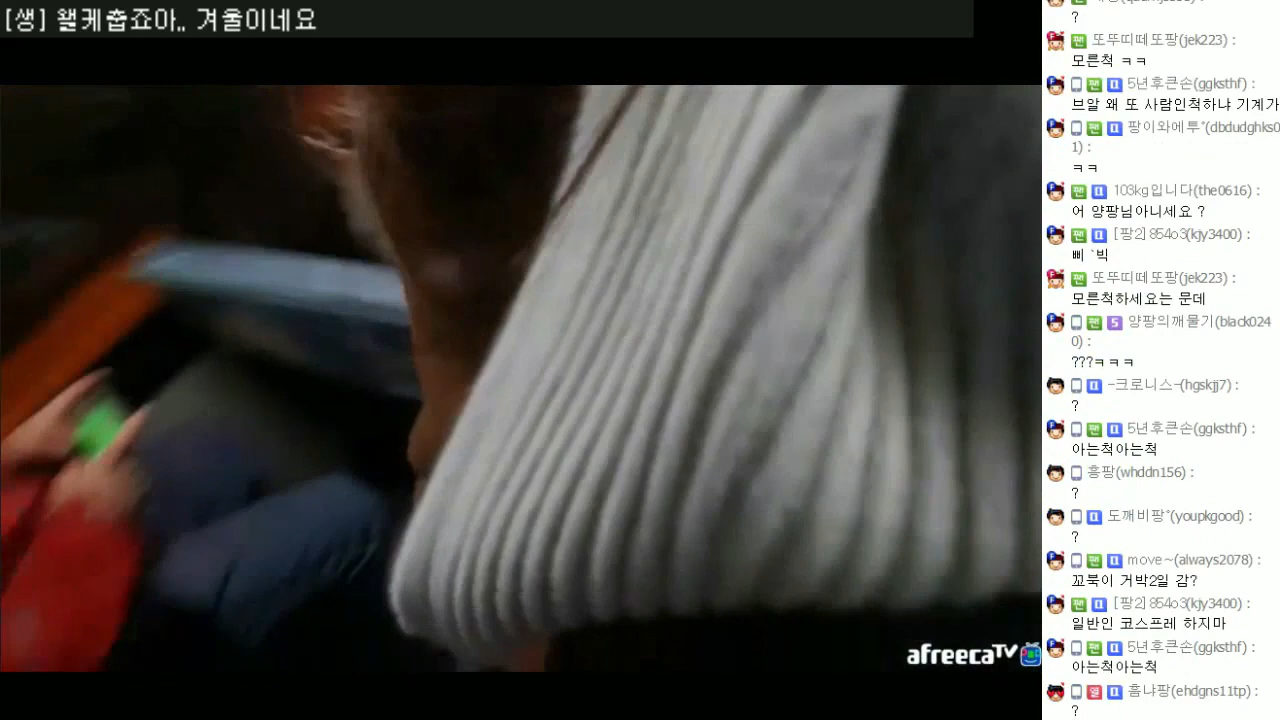 [생] 왤케춥죠아,, 겨울이네요
?
또뚜띠떼또팡(jek223) :
모른척 ㅋㅋ
5년후큰손(ggksthf) :
브알 왜 또 사람인척하냐 기계가
팡이와에투*(dbdudghks0
1) :
ㅋㅋ
103kg입니다(the0616) :
어 양팡님아니세요 ?
[팡2] 854o3(kjy3400) :
삐 `빅
또뚜띠떼또팡(jek223) :
모른척하세요는 문데
양팡의깨물기(black024
0) :
???ㅋㅋㅋ
-크로니스-(hgskjj7) :
?
5년후큰손(ggksthf) :
아는척아는척
홍팡(whddn156) :
?
도깨비팡*(youpkgood) :
?
move~(always2078) :
꼬북이 거박2일 감?
[팡2] 854o3(kjy3400) :
일반인 코스프레 하지마
5년후큰손(ggksthf) :
아는척아는척
홈냐팡(ehdgns11tp) :
?
afreecaTV